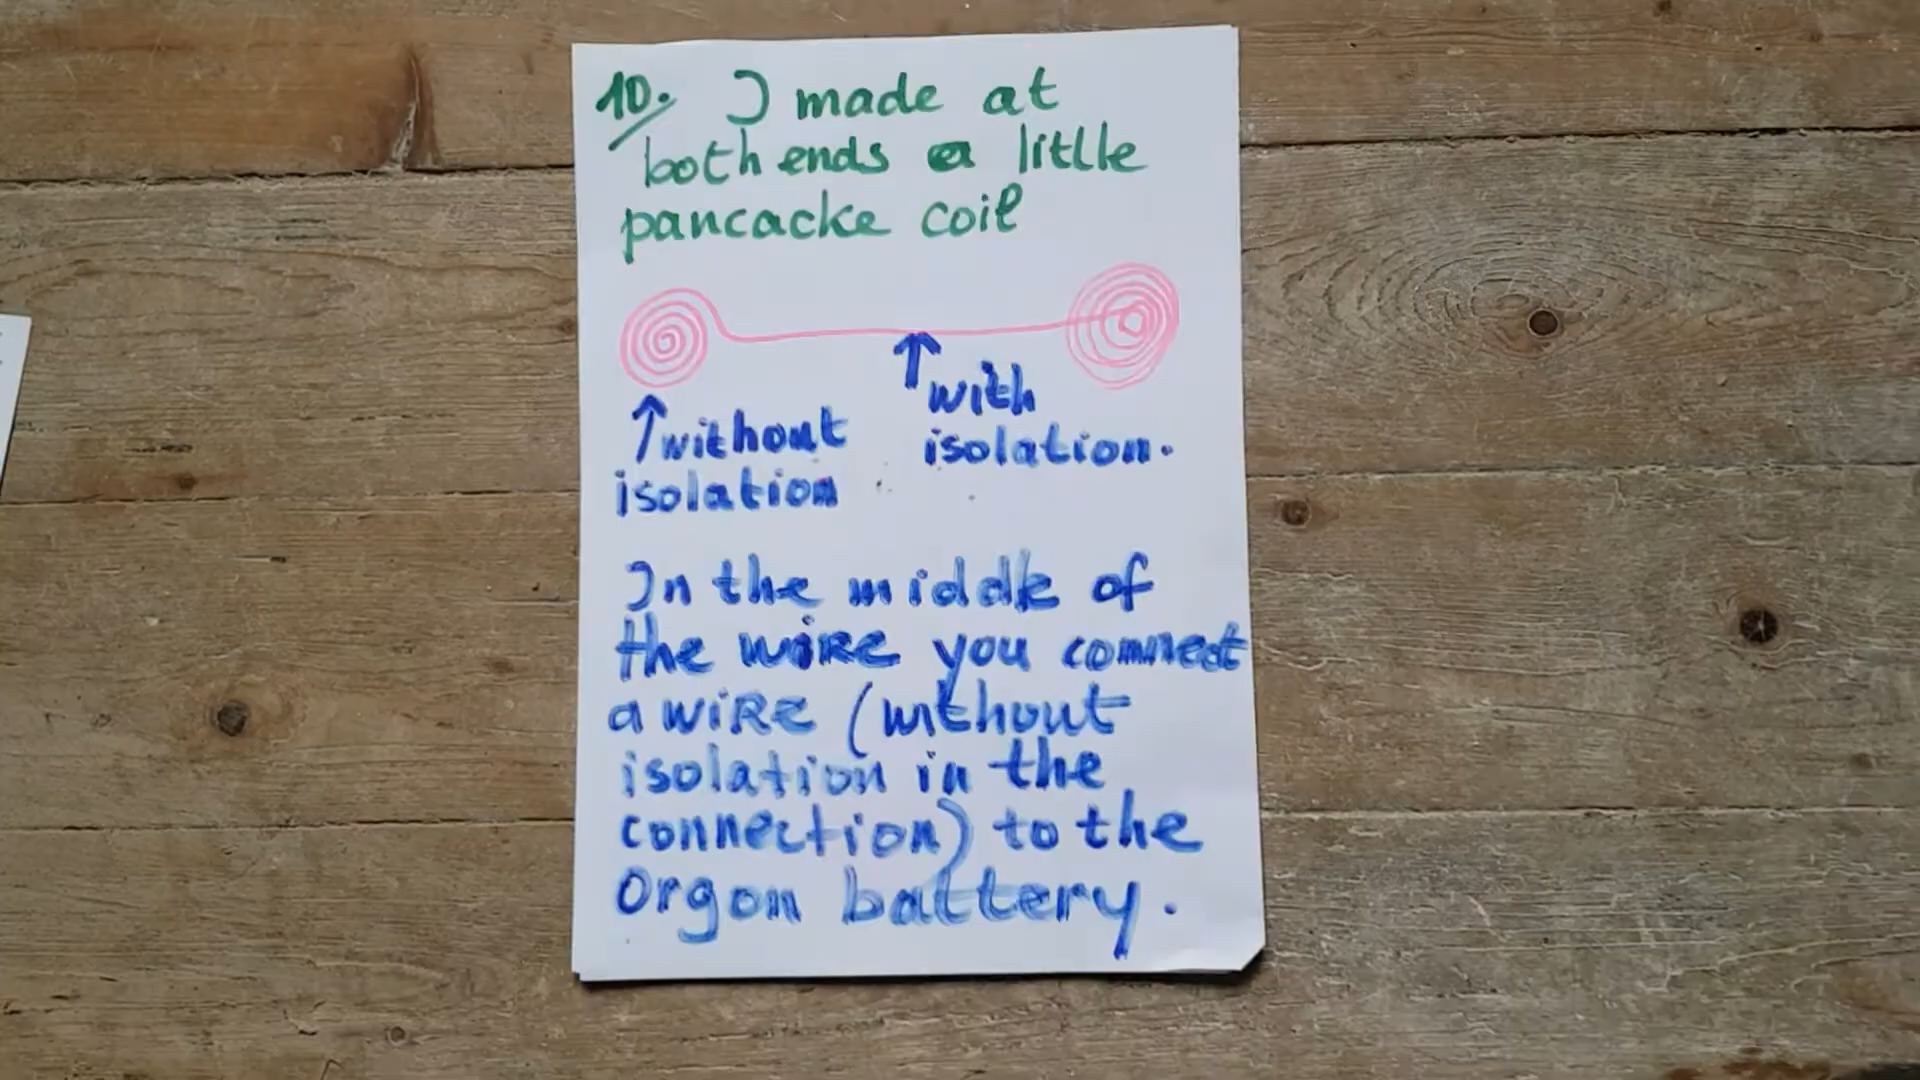 10. I made at
both ends a litlle
pancacke coil
↑ with
↑ without isolation.
isolation
In the middle of
the wire you connect
a wire (without
isolation in the
connection) to the
Orgon battery.